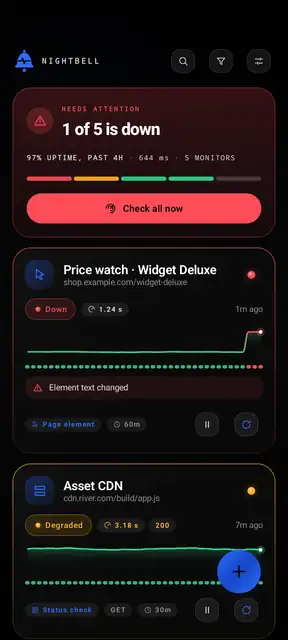 NIGHTBELL
NEEDS ATTENTION
1 of 5 is down
97% UPTIME, PAST 4H · 644 ms · 5 MONITORS
Check all now
Price watch · Widget Deluxe
shop.example.com/widget-deluxe
Down 1.24 s 1m ago
Element text changed
Page element 60m
Asset CDN
cdn.river.com/build/app.js
Degraded 3.18 s 200 7m ago
Status check GET 30m